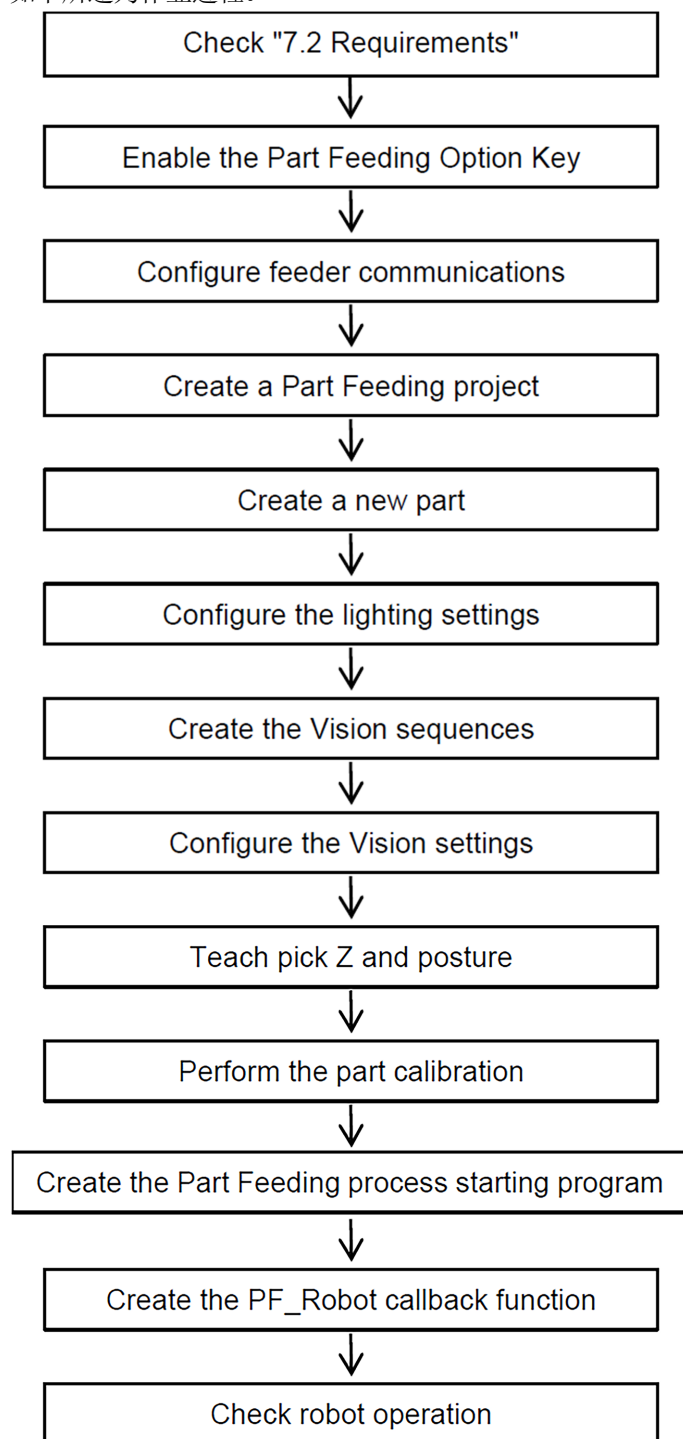 Check "7.2 Requirements"
Enable the Part Feeding Option Key
Configure feeder communications
Create a Part Feeding project
Create a new part
Configure the lighting settings
Create the Vision sequences
Configure the Vision settings
Teach pick Z and posture
Perform the part calibration
Create the Part Feeding process starting program
Create the PF_Robot callback function
Check robot operation